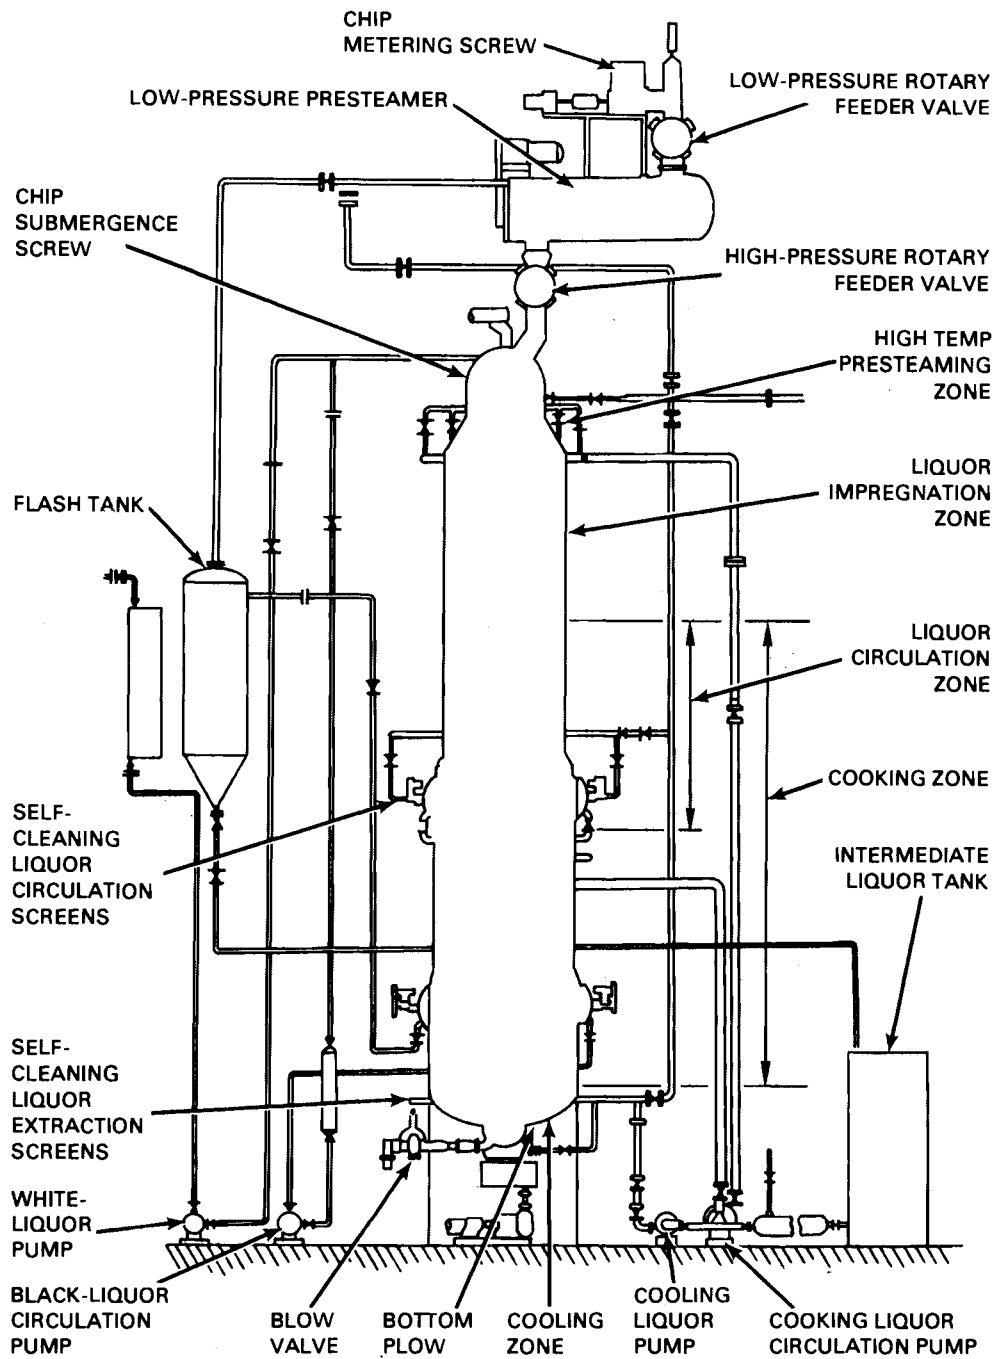 CHIP
METERING SCREW
LOW-PRESSURE ROTARY
FEEDER VALVE
LOW-PRESSURE PRESTEAMER
CHIP
SUBMERGENCE
SCREW
HIGH-PRESSURE ROTARY
FEEDER VALVE
HIGH TEMP
PRESTEAMING
ZONE
LIQUOR
IMPREGNATION
ZONE
FLASH TANK
LIQUOR
CIRCULATION
ZONE
COOKING ZONE
SELF-
CLEANING
LIQUOR
CIRCULATION
SCREENS
INTERMEDIATE
LIQUOR TANK
SELF-
CLEANING
LIQUOR
EXTRACTION
SCREENS
WHITE-
LIQUOR
PUMP
BLACK-LIQUOR
CIRCULATION
PUMP
BLOW
VALVE
BOTTOM
PLOW
COOLING
ZONE
COOLING
LIQUOR
PUMP
COOKING LIQUOR
CIRCULATION PUMP